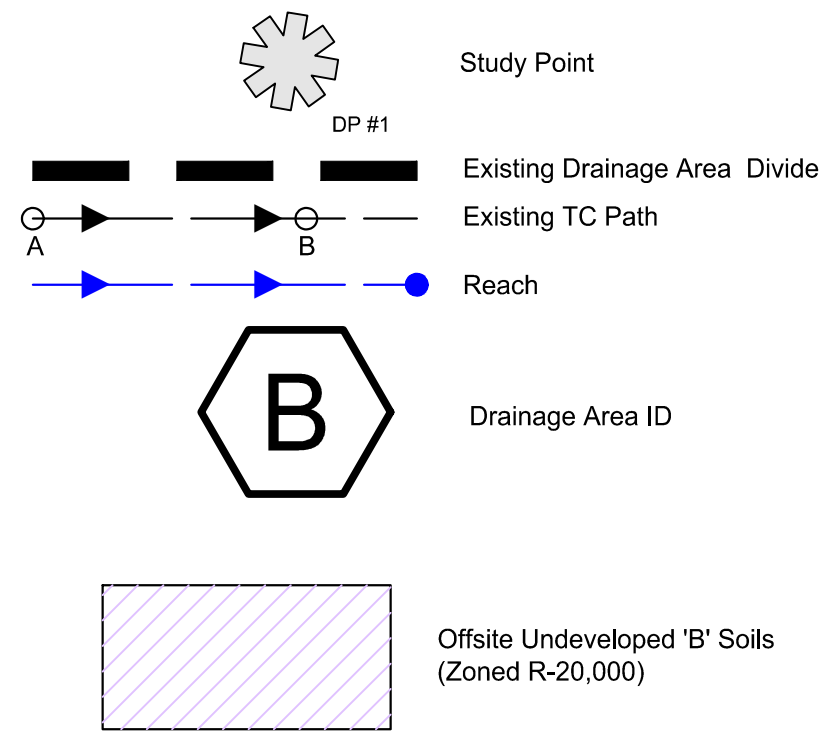 Study Point
DP #1
Existing Drainage Area Divide
Existing TC Path
A
B
Reach
B
Drainage Area ID
Offsite Undeveloped 'B' Soils
(Zoned R-20,000)